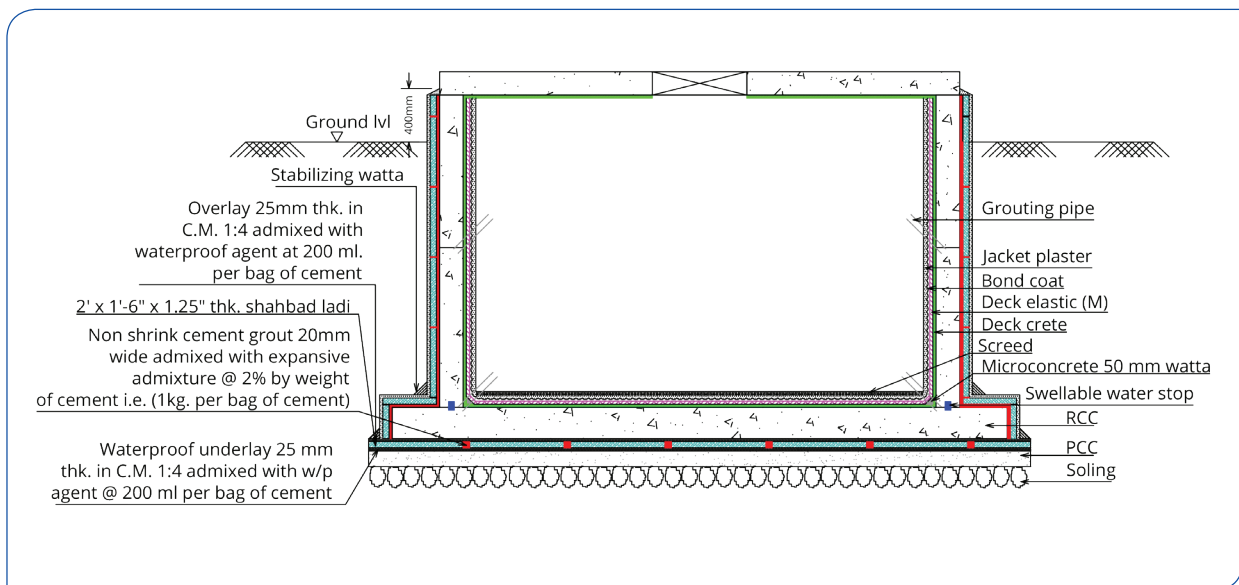 400mm
Ground lvl
Stabilizing watta
Overlay 25mm thk. in
C.M. 1:4 admixed with
waterproof agent at 200 ml.
per bag of cement
2' x 1'-6" x 1.25" thk. shahbad ladi
Non shrink cement grout 20mm
wide admixed with expansive
admixture @ 2% by weight
of cement i.e. (1kg. per bag of cement)
Waterproof underlay 25 mm
thk. in C.M. 1:4 admixed with w/p
agent @ 200 ml per bag of cement
Grouting pipe
Jacket plaster
Bond coat
Deck elastic (M)
Deck crete
Screed
Microconcrete 50 mm watta
Swellable water stop
RCC
PCC
Soling